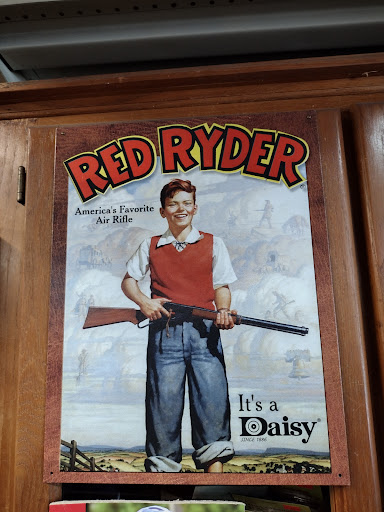 RED RYDER
America's Favorite
Air Rifle
It's a
Daisy®
SINCE 1886